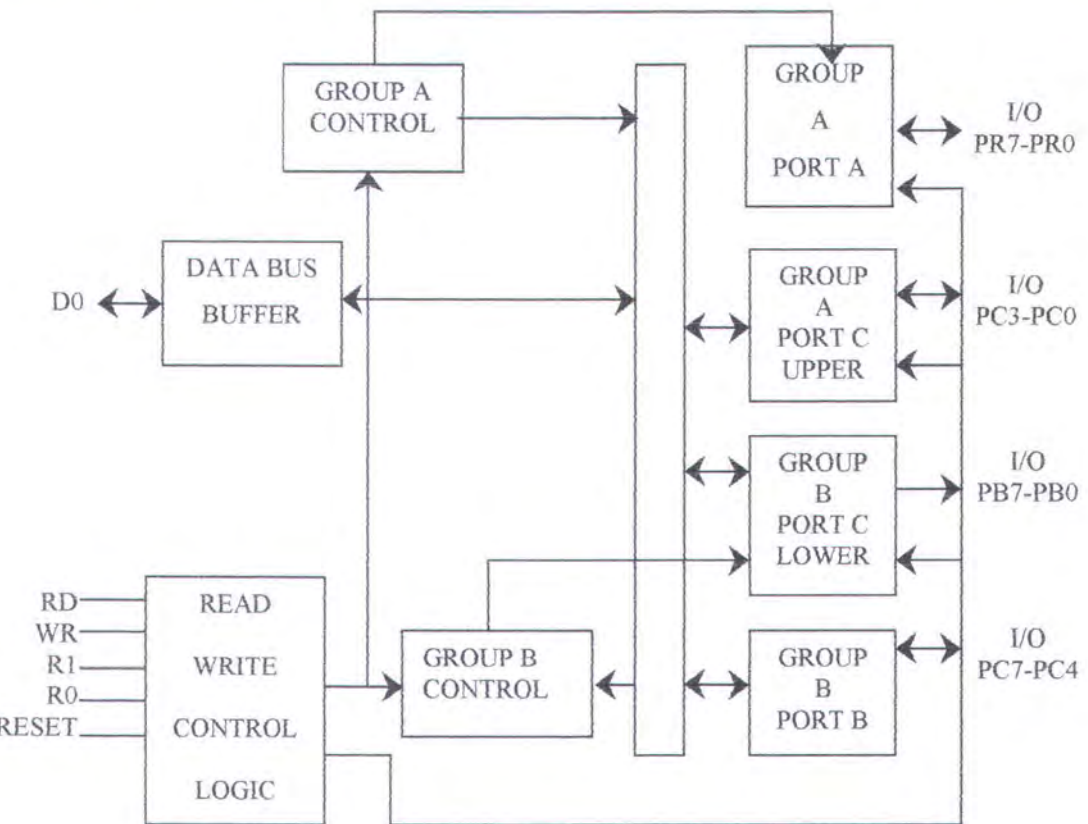 GROUP A
CONTROL
GROUP
A
PORT A
I/O
PR7-PR0
DATA BUS
BUFFER
D0
GROUP
A
PORT C
UPPER
I/O
PC3-PC0
GROUP
B
PORT C
LOWER
I/O
PB7-PB0
RD
WR
R1
R0
RESET
READ
WRITE
CONTROL
LOGIC
GROUP B
CONTROL
GROUP
B
PORT B
I/O
PC7-PC4